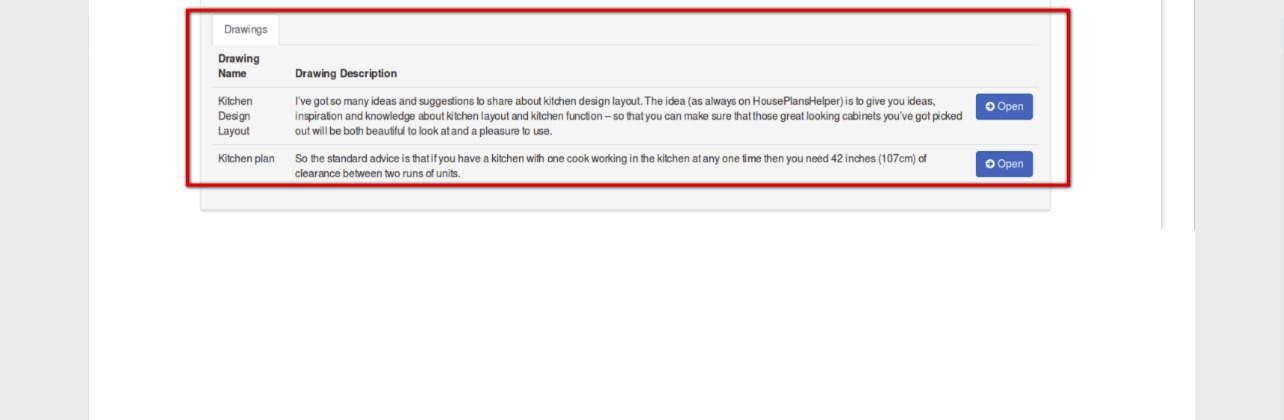 Drawings
Drawing
Name
Drawing Description
Kitchen
Design
Layout
I've got so many ideas and suggestions to share about kitchen design layout. The idea (as always on HousePlansHelper) is to give you ideas,
inspiration and knowledge about kitchen layout and kitchen function – so that you can make sure that those great looking cabinets you've got picked
out will be both beautiful to look at and a pleasure to use.
Open
Kitchen plan
So the standard advice is that if you have a kitchen with one cook working in the kitchen at any one time then you need 42 inches (107cm) of
clearance between two runs of units.
Open